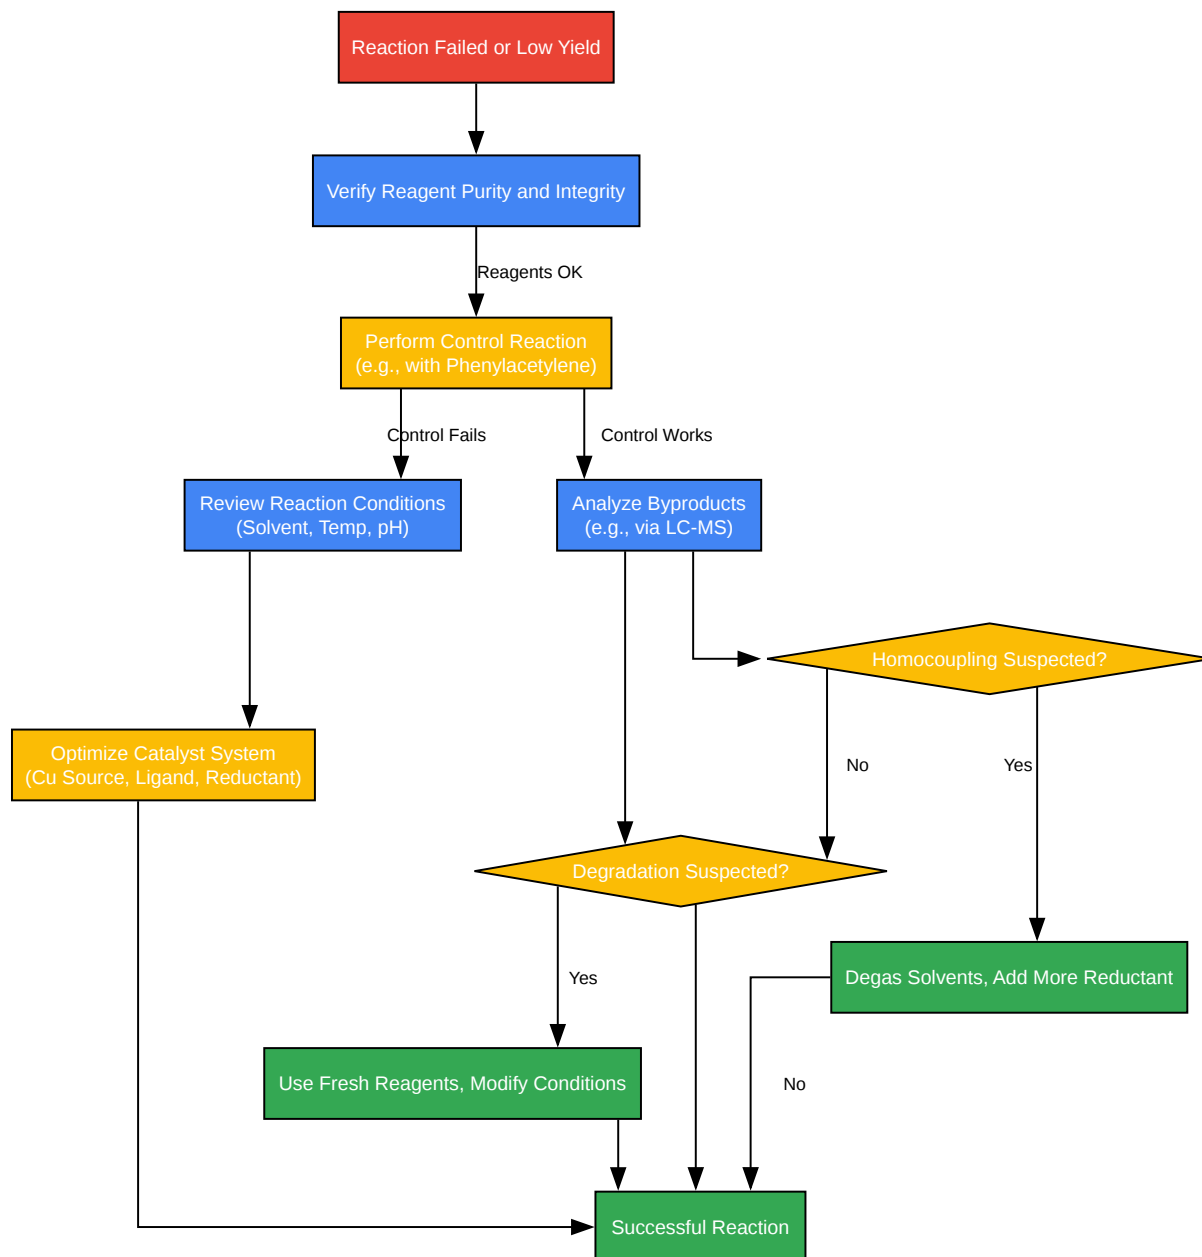 Reaction Failed or Low Yield
Verify Reagent Purity and Integrity
Reagents OK
Perform Control Reaction
(e.g., with Phenylacetylene)
Control Fails
Control Works
Review Reaction Conditions
(Solvent, Temp, pH)
Analyze Byproducts
(e.g., via LC-MS)
Homocoupling Suspected?
Optimize Catalyst System
(Cu Source, Ligand, Reductant)
No
Yes
Degradation Suspected?
Yes
Degas Solvents, Add More Reductant
Use Fresh Reagents, Modify Conditions
No
Successful Reaction